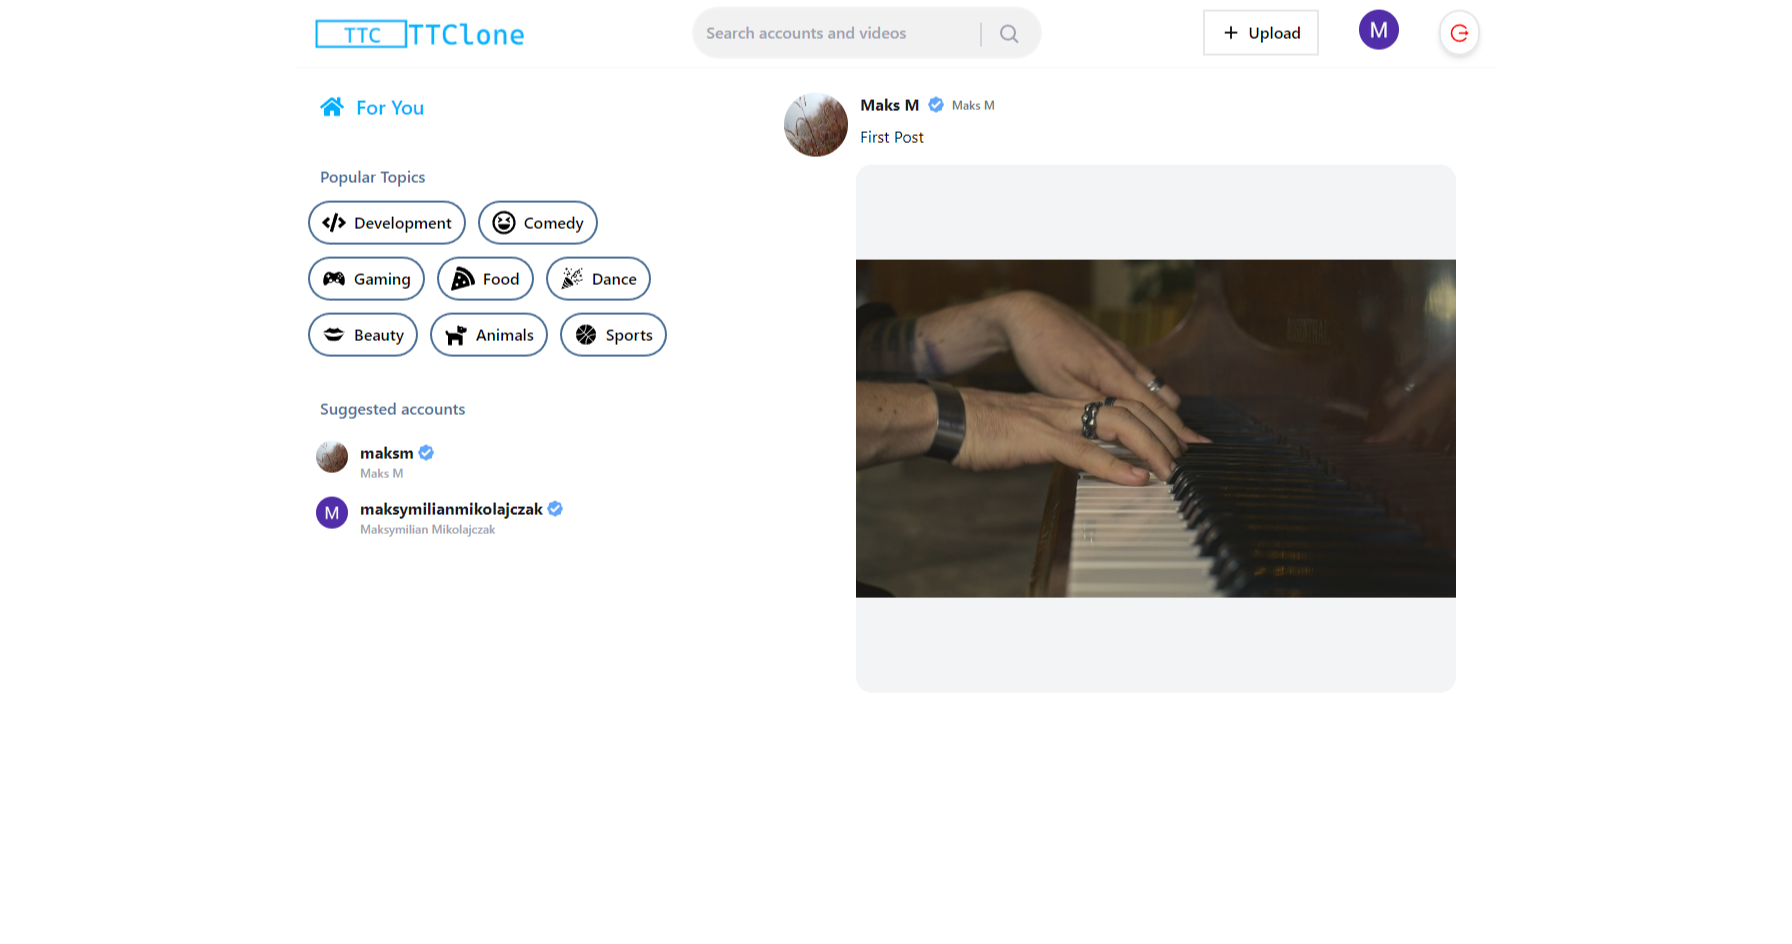 TTC TTClone
Search accounts and videos
+ Upload
M
For You
Popular Topics
Development
Comedy
Gaming
Food
Dance
Beauty
Animals
Sports
Suggested accounts
maksm
Maks M
M
maksymilianmikolajczak
Maksymilian Mikolajczak
Maks M Maks M
First Post